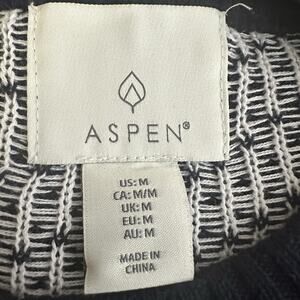 ASPEN®
US: M
CA: M/M
UK: M
EU: M
AU: M
MADE IN
CHINA